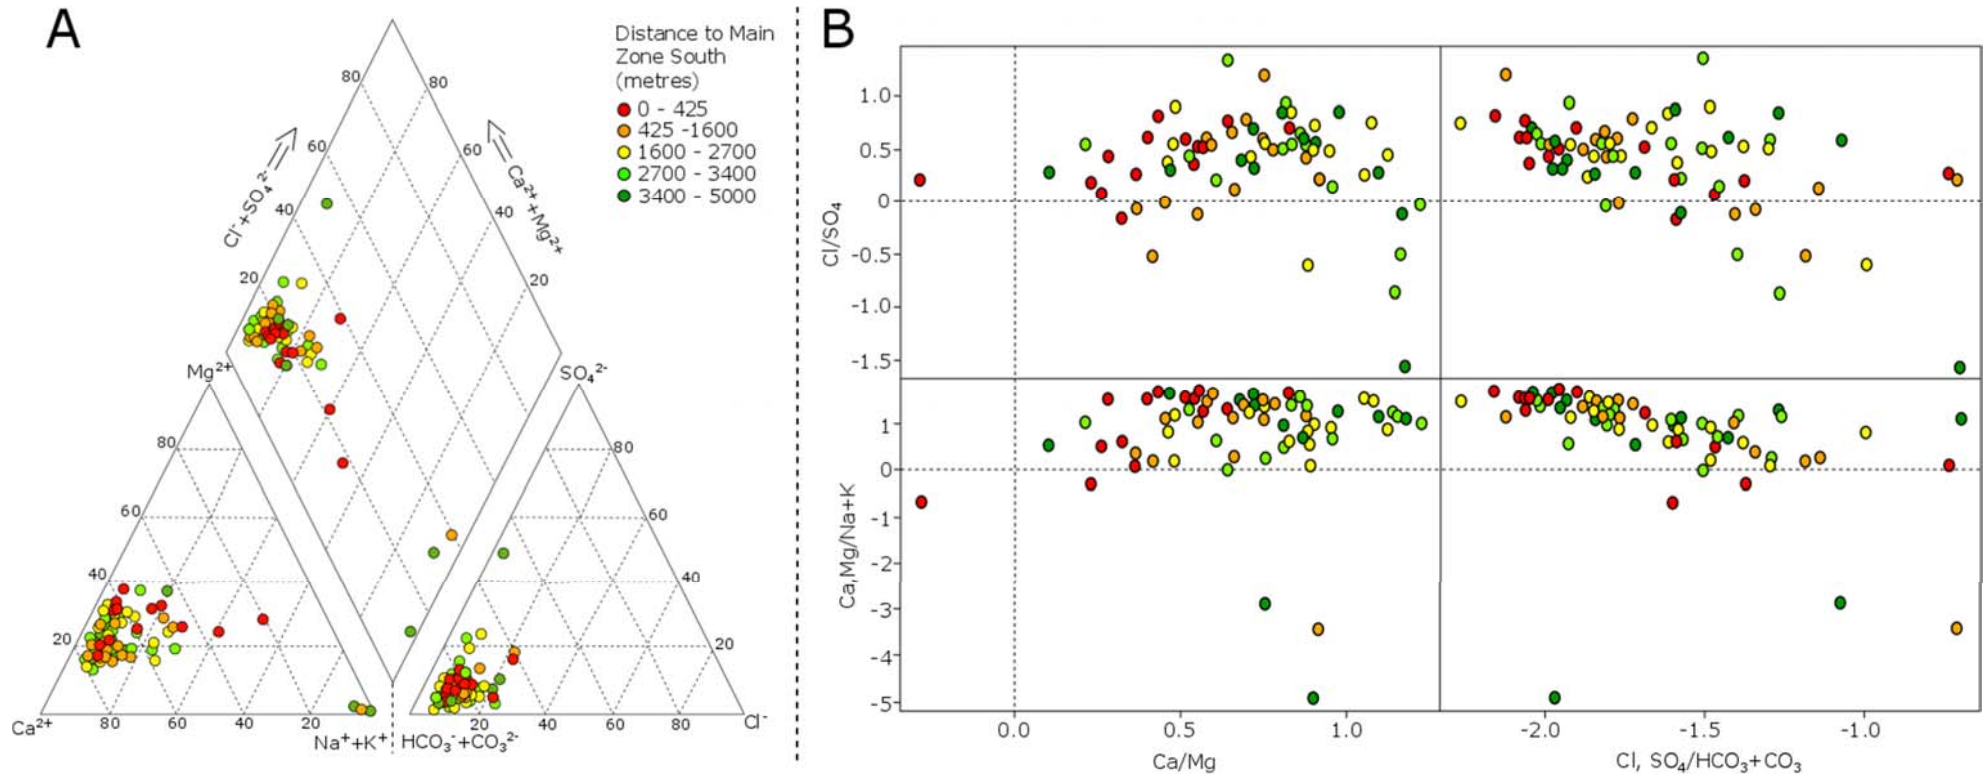 A
Distance to Main
Zone South
(metres)
0 - 425
425 -1600
1600 - 2700
2700 - 3400
3400 - 5000
80
80
60
60
40
40
20
20
Cl⁻+SO₄²⁻
Ca²⁺+Mg²⁺
Mg²⁺
SO₄²⁻
80
80
60
60
40
40
20
20
Ca²⁺
80
60
40
20
Na⁺+K⁺
HCO₃⁻+CO₃²⁻
20
40
60
80
Cl⁻
B
Cl/SO₄
1.0
0.5
0
-0.5
-1.0
-1.5
Ca,Mg/Na+K
1
0
-1
-2
-3
-4
-5
0.0
0.5
1.0
-2.0
-1.5
-1.0
Ca/Mg
Cl, SO₄/HCO₃+CO₃